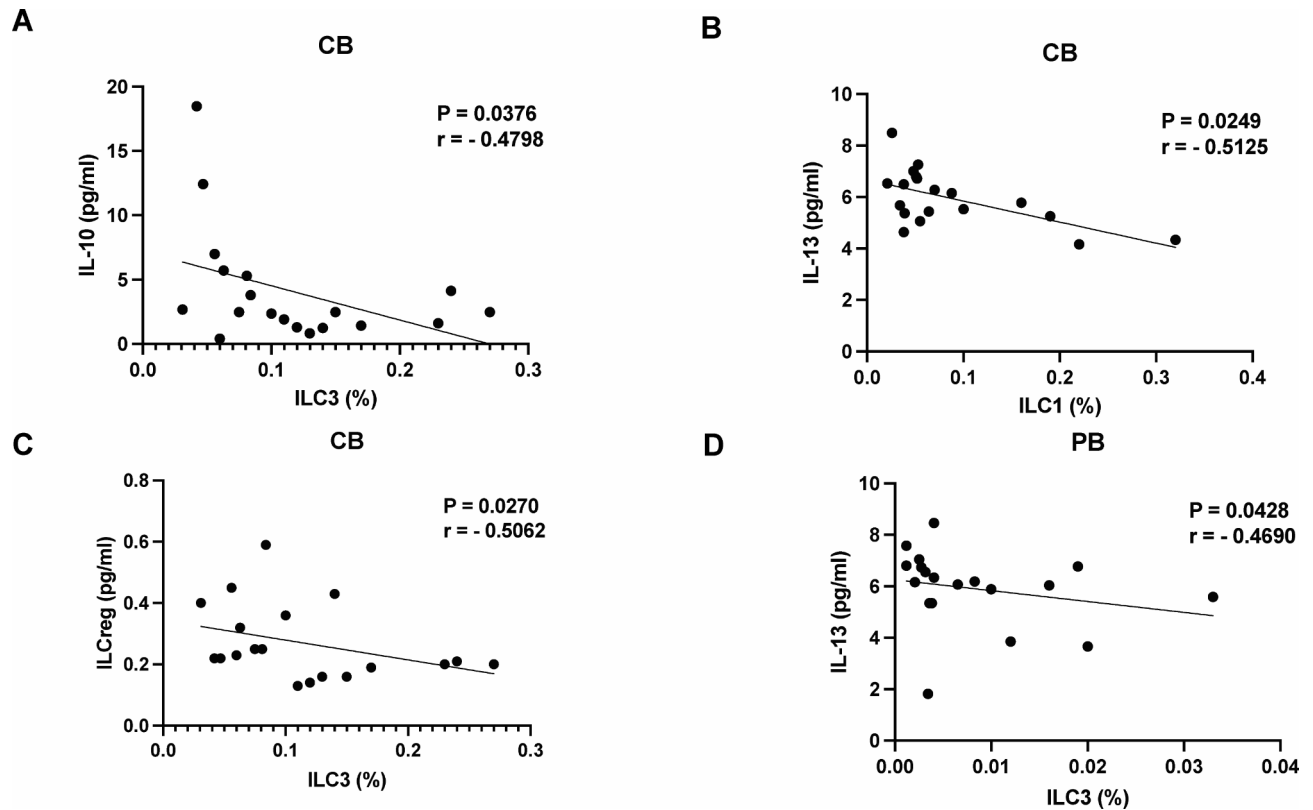 A
CB
P = 0.0376
r = - 0.4798
IL-10 (pg/ml)
20
15
10
5
0
0.0 0.1 0.2 0.3
ILC3 (%)
B
CB
P = 0.0249
r = - 0.5125
IL-13 (pg/ml)
10
8
6
4
2
0
0.0 0.1 0.2 0.3 0.4
ILC1 (%)
C
CB
P = 0.0270
r = - 0.5062
ILCreg (pg/ml)
0.8
0.6
0.4
0.2
0.0
0.0 0.1 0.2 0.3
ILC3 (%)
D
PB
P = 0.0428
r = - 0.4690
IL-13 (pg/ml)
10
8
6
4
2
0
0.00 0.01 0.02 0.03 0.04
ILC3 (%)